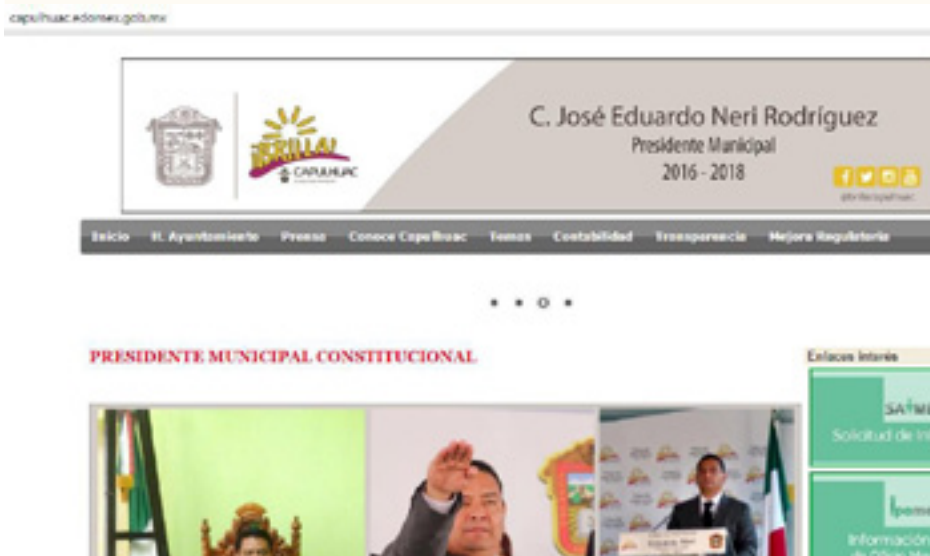 capulhuac.edomex.gob.mx
C. José Eduardo Neri Rodríguez
Presidente Municipal
2016 - 2018
¡BRILLA!
CAPULHUAC
Inicio H. Ayuntamiento Prensa Conoce Capulhuac Temas Contabilidad Transparencia Mejora Regulatoria
PRESIDENTE MUNICIPAL CONSTITUCIONAL
Enlaces interés
Solicitud de
Información